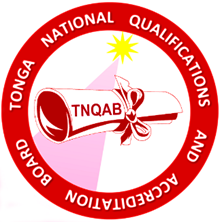 TONGA NATIONAL QUALIFICATIONS AND ACCREDITATION BOARD
TNQAB